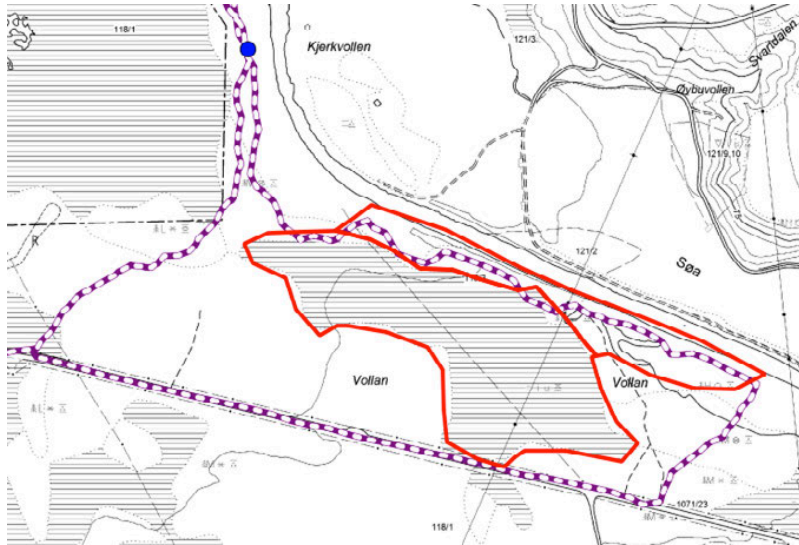 118/1
Kjerkvollen
121/3
Svartdalen
Øybuvollen
121/9,10
R
121/2
Søa
Vollan
Vollan
1071/23
118/1